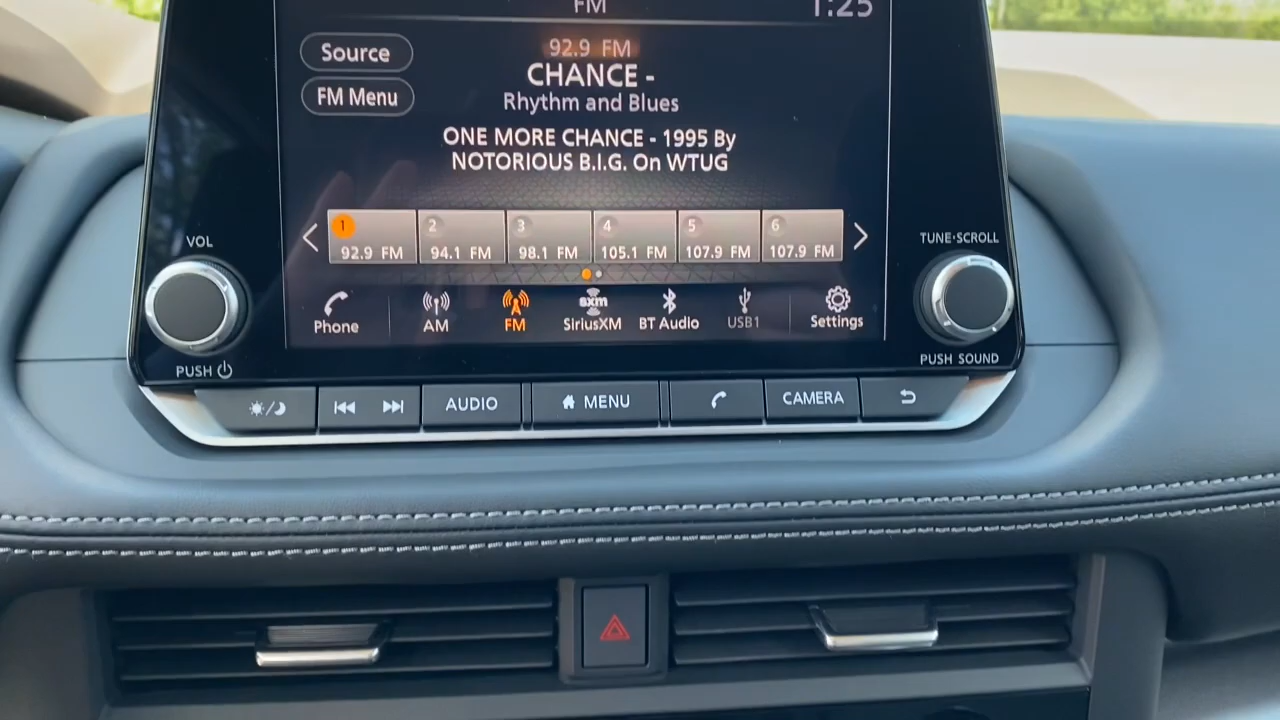 FM
1:25
Source
92.9 FM
CHANCE -
FM Menu
Rhythm and Blues
ONE MORE CHANCE - 1995 By
NOTORIOUS B.I.G. On WTUG
VOL
TUNE·SCROLL
1 2 3 4 5 6
92.9 FM 94.1 FM 98.1 FM 105.1 FM 107.9 FM 107.9 FM
sxm
Phone AM FM SiriusXM BT Audio USB1 Settings
PUSH
PUSH SOUND
AUDIO MENU CAMERA